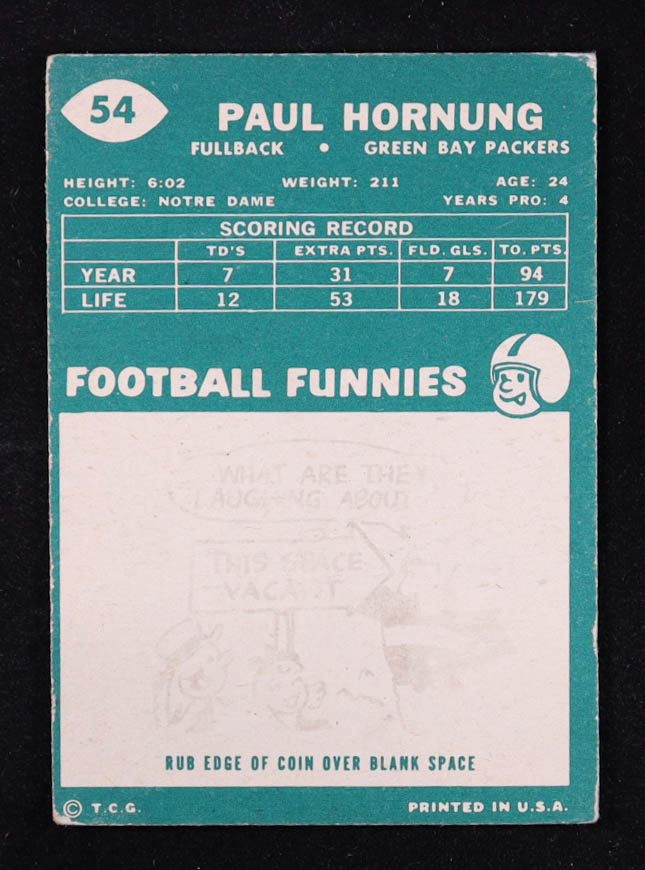 54
PAUL HORNUNG
FULLBACK • GREEN BAY PACKERS
HEIGHT: 6:02 WEIGHT: 211 AGE: 24
COLLEGE: NOTRE DAME YEARS PRO: 4
SCORING RECORD
TD'S EXTRA PTS. FLD. GLS. TO. PTS.
YEAR 7 31 7 94
LIFE 12 53 18 179
FOOTBALL FUNNIES
WHAT ARE THEY
LAUGHING ABOUT
THIS SPACE
VACANT
RUB EDGE OF COIN OVER BLANK SPACE
© T.C.G. PRINTED IN U.S.A.